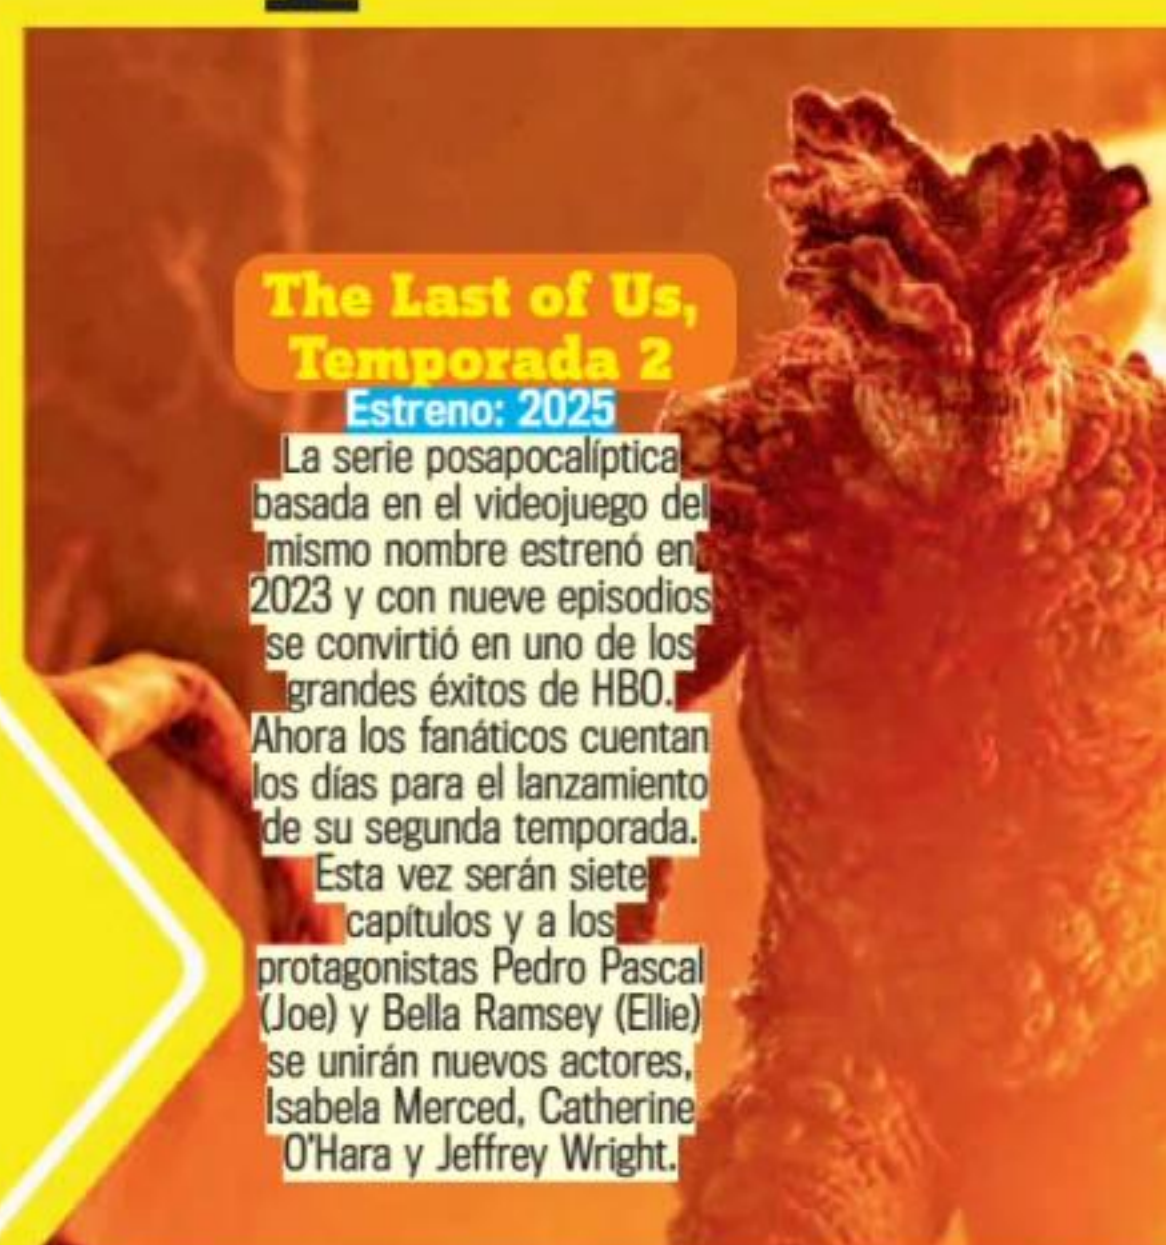 The Last of Us,
Temporada 2
Estreno: 2025
La serie posapocalíptica
basada en el videojuego del
mismo nombre estrenó en
2023 y con nueve episodios
se convirtió en uno de los
grandes éxitos de HBO.
Ahora los fanáticos cuentan
los días para el lanzamiento
de su segunda temporada.
Esta vez serán siete
capítulos y a los
protagonistas Pedro Pascal
(Joe) y Bella Ramsey (Ellie)
se unirán nuevos actores,
Isabela Merced, Catherine
O'Hara y Jeffrey Wright.